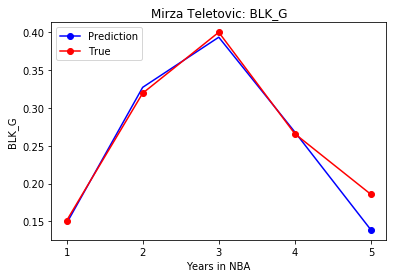 Mirza Teletovic: BLK_G
Prediction
True
BLK_G
0.40
0.35
0.30
0.25
0.20
0.15
1 2 3 4 5
Years in NBA